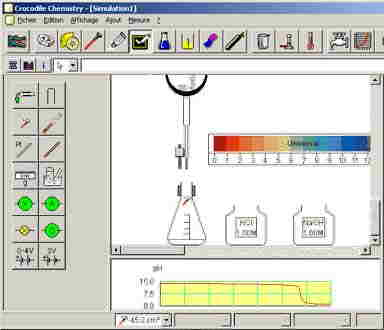 Crocodile Chemistry - [Simulation1]
Fichier Edition Affichage Ajout Mesure ?
Pt
Universal
0 1 2 3 4 5 6 7 8 9 10 11 12
HCl
1.00M
NaOH
1.00M
0-4V 9V
pH
15.0
7.5
0.0
45.2 cm³